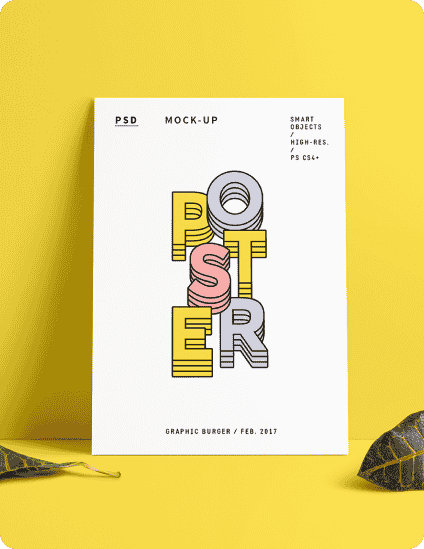 PSD
MOCK-UP
SMART
OBJECTS
/
HIGH-RES.
/
PS CS4+
PO
ST
ER
GRAPHIC BURGER / FEB. 2017